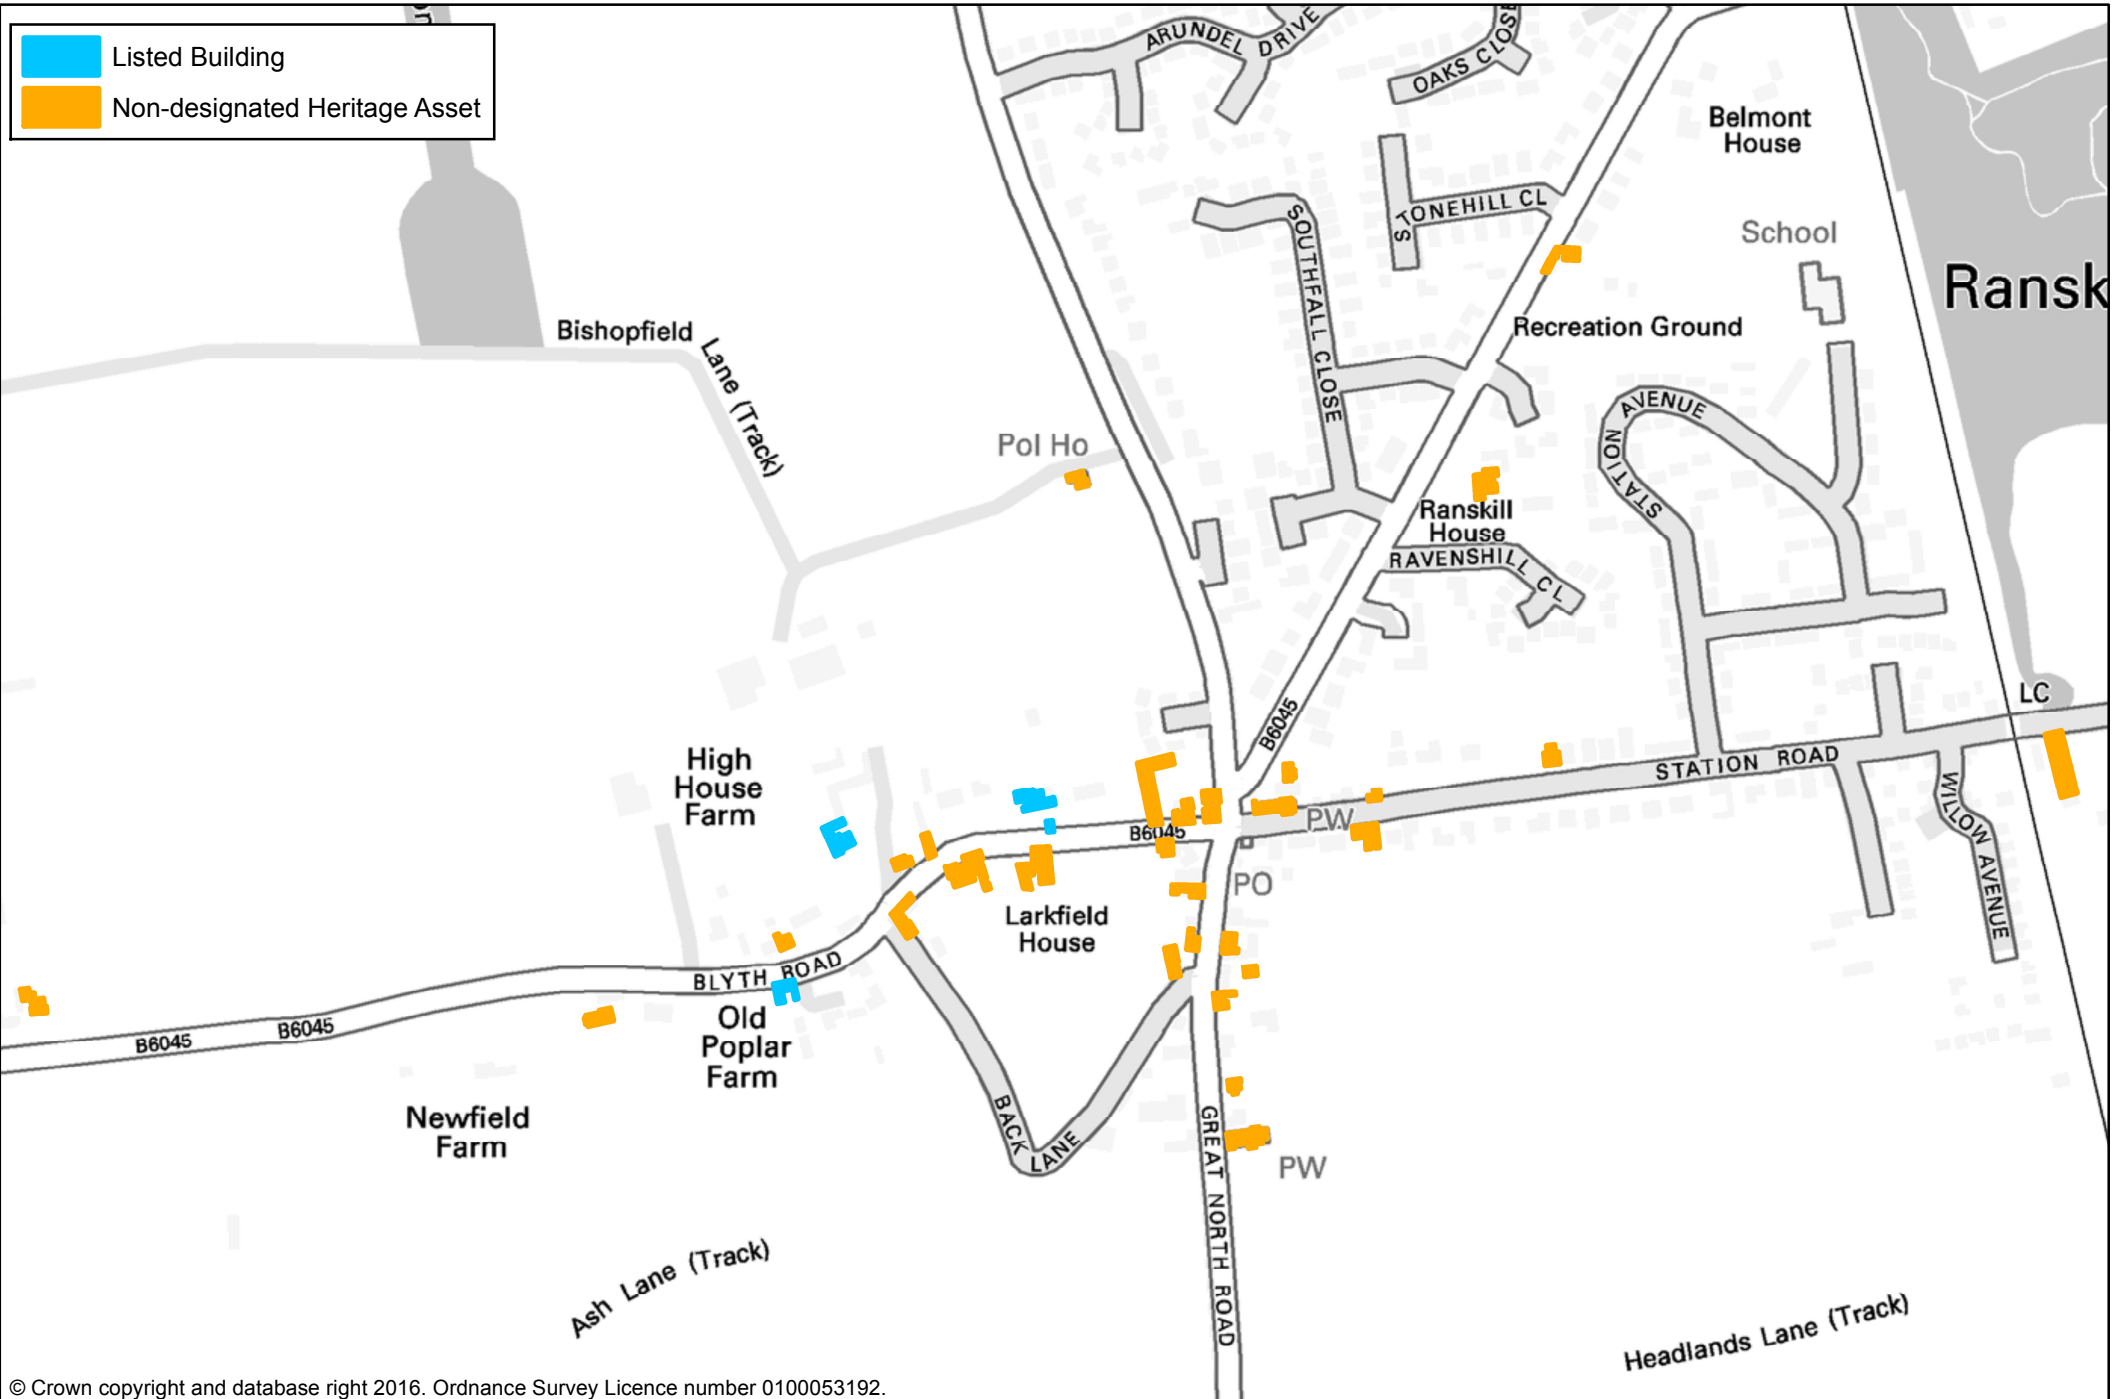 Listed Building
Non-designated Heritage Asset
ARUNDEL DRIVE
OAKS CLOSE
Belmont
House
STONEHILL CL
SOUTHFALL CLOSE
School
Ransk
Recreation Ground
Bishopfield
Lane (Track)
Pol Ho
STATION AVENUE
Ranskill
House
RAVENSHILL CL
LC
B6045
High
House
Farm
STATION ROAD
WILLOW AVENUE
PW
B6045
PO
Larkfield
House
BLYTH ROAD
Old
Poplar
Farm
B6045
B6045
Newfield
Farm
BACK LANE
GREAT NORTH ROAD
PW
Ash Lane (Track)
Headlands Lane (Track)
© Crown copyright and database right 2016. Ordnance Survey Licence number 0100053192.